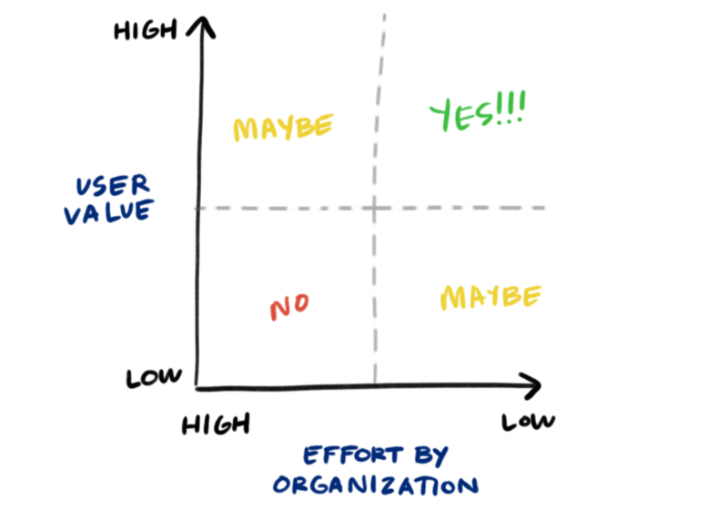 HIGH
MAYBE
YES!!!
USER
VALUE
NO
MAYBE
LOW
HIGH
LOW
EFFORT BY
ORGANIZATION